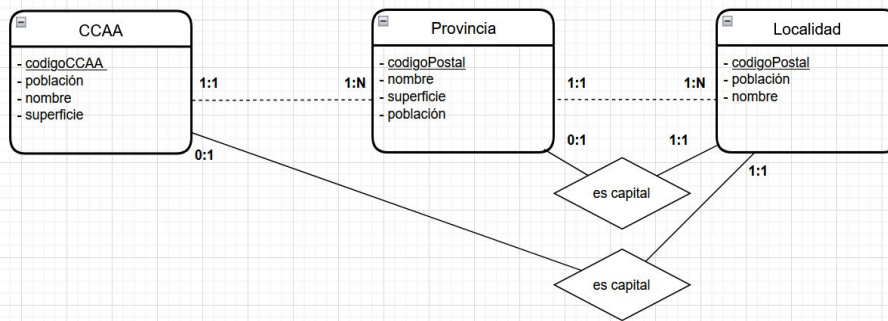 CCAA
- codigoCCAA
- población
- nombre
- superficie
1:1
1:N
Provincia
- codigoPostal
- nombre
- superficie
- población
1:1
1:N
Localidad
- codigoPostal
- población
- nombre
0:1
0:1
1:1
1:1
es capital
es capital